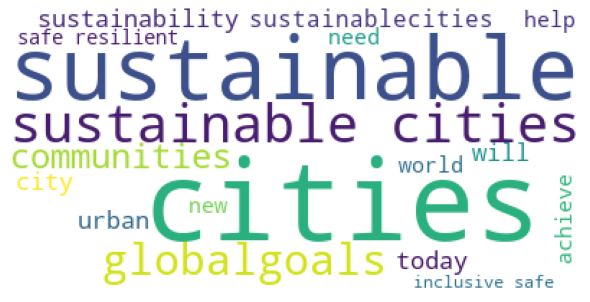 sustainability sustainablecities help
safe resilient need
sustainable
sustainable cities
communities world will
city
cities
urban new achieve
globalgoals today
inclusive safe